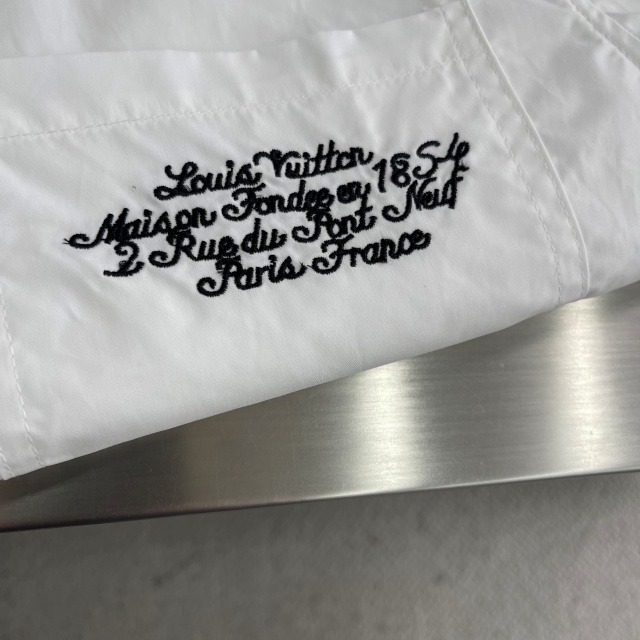 Louis Vuitton
Maison Fondee en 1854
2 Rue du Pont Neuf
Paris France